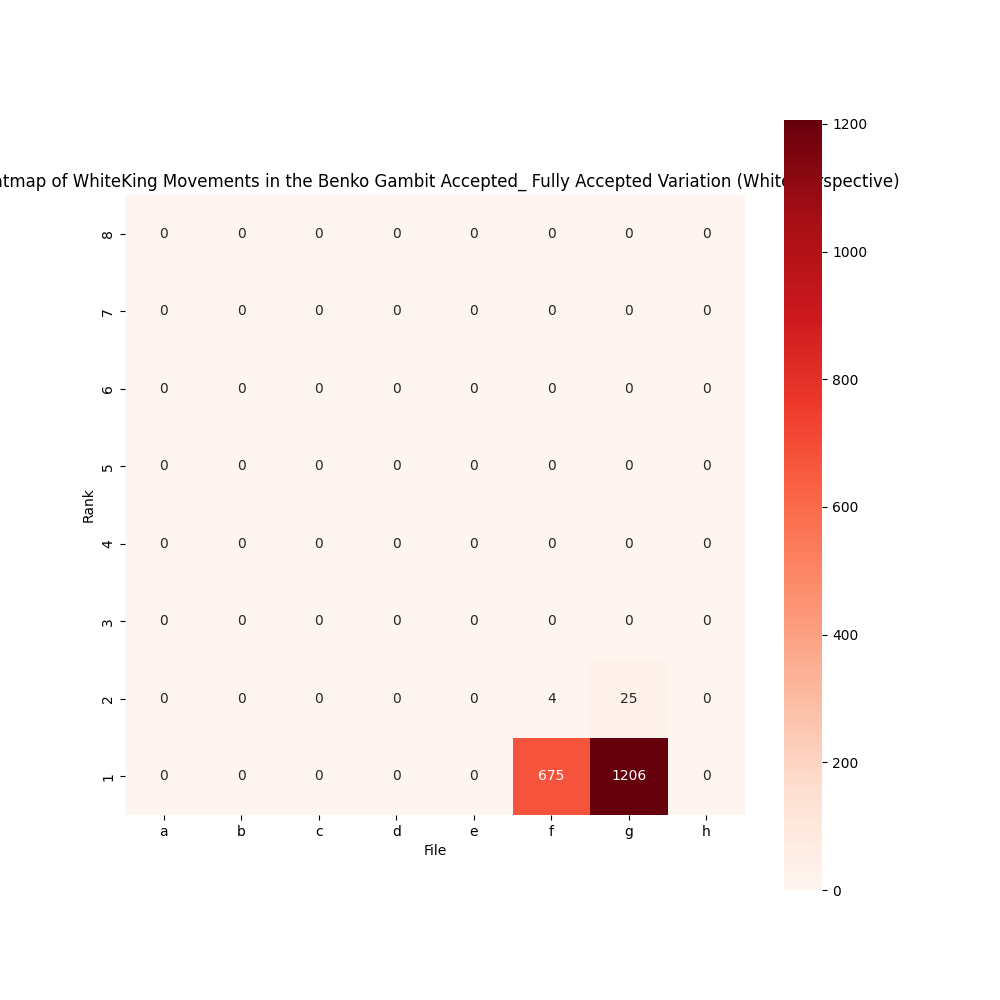 tmap of WhiteKing Movements in the Benko Gambit Accepted_ Fully Accepted Variation (White rspective)
8 0 0 0 0 0 0 0 0
7 0 0 0 0 0 0 0 0
6 0 0 0 0 0 0 0 0
5 0 0 0 0 0 0 0 0
4 0 0 0 0 0 0 0 0
3 0 0 0 0 0 0 0 0
2 0 0 0 0 0 4 25 0
1 0 0 0 0 0 675 1206 0
a b c d e f g h
File
Rank
1200
1000
800
600
400
200
0